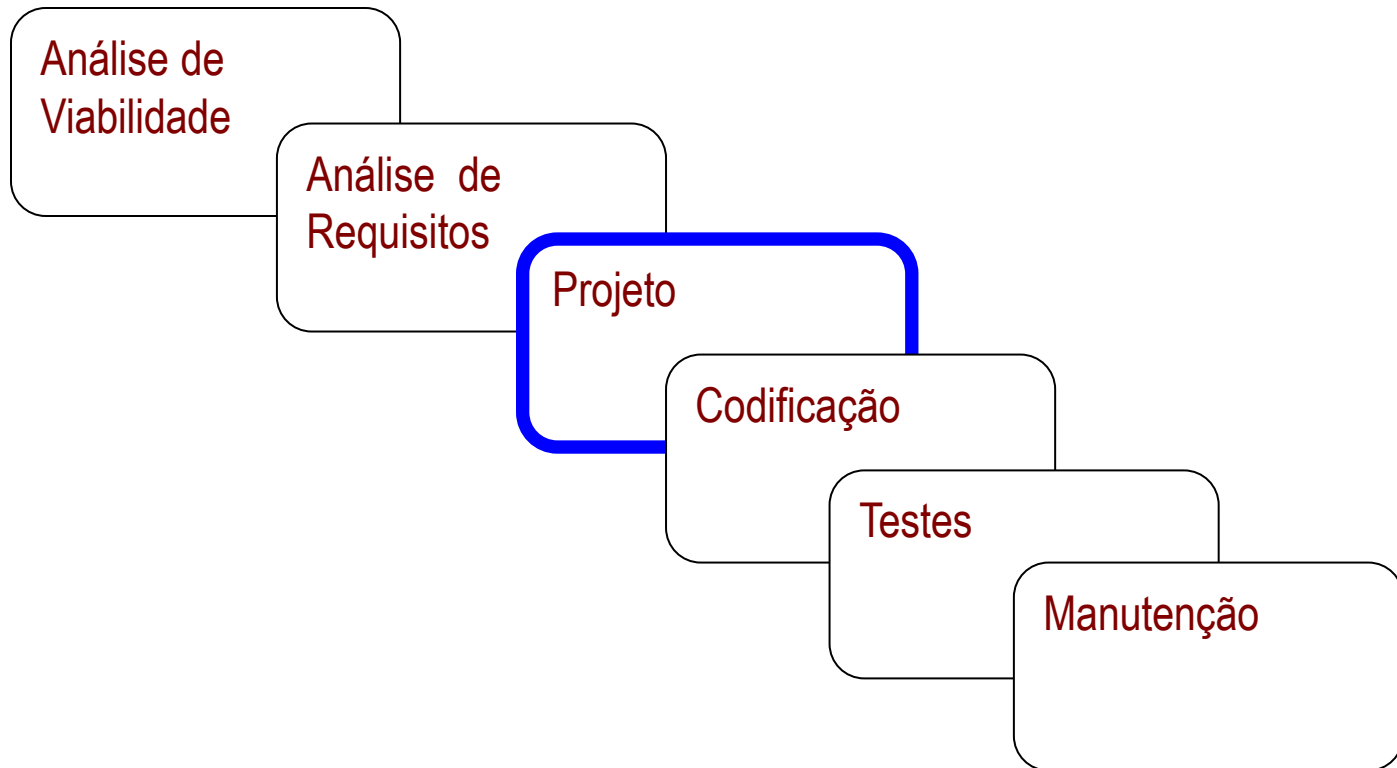 Análise de
Viabilidade
Análise de
Requisitos
Projeto
Codificação
Testes
Manutenção